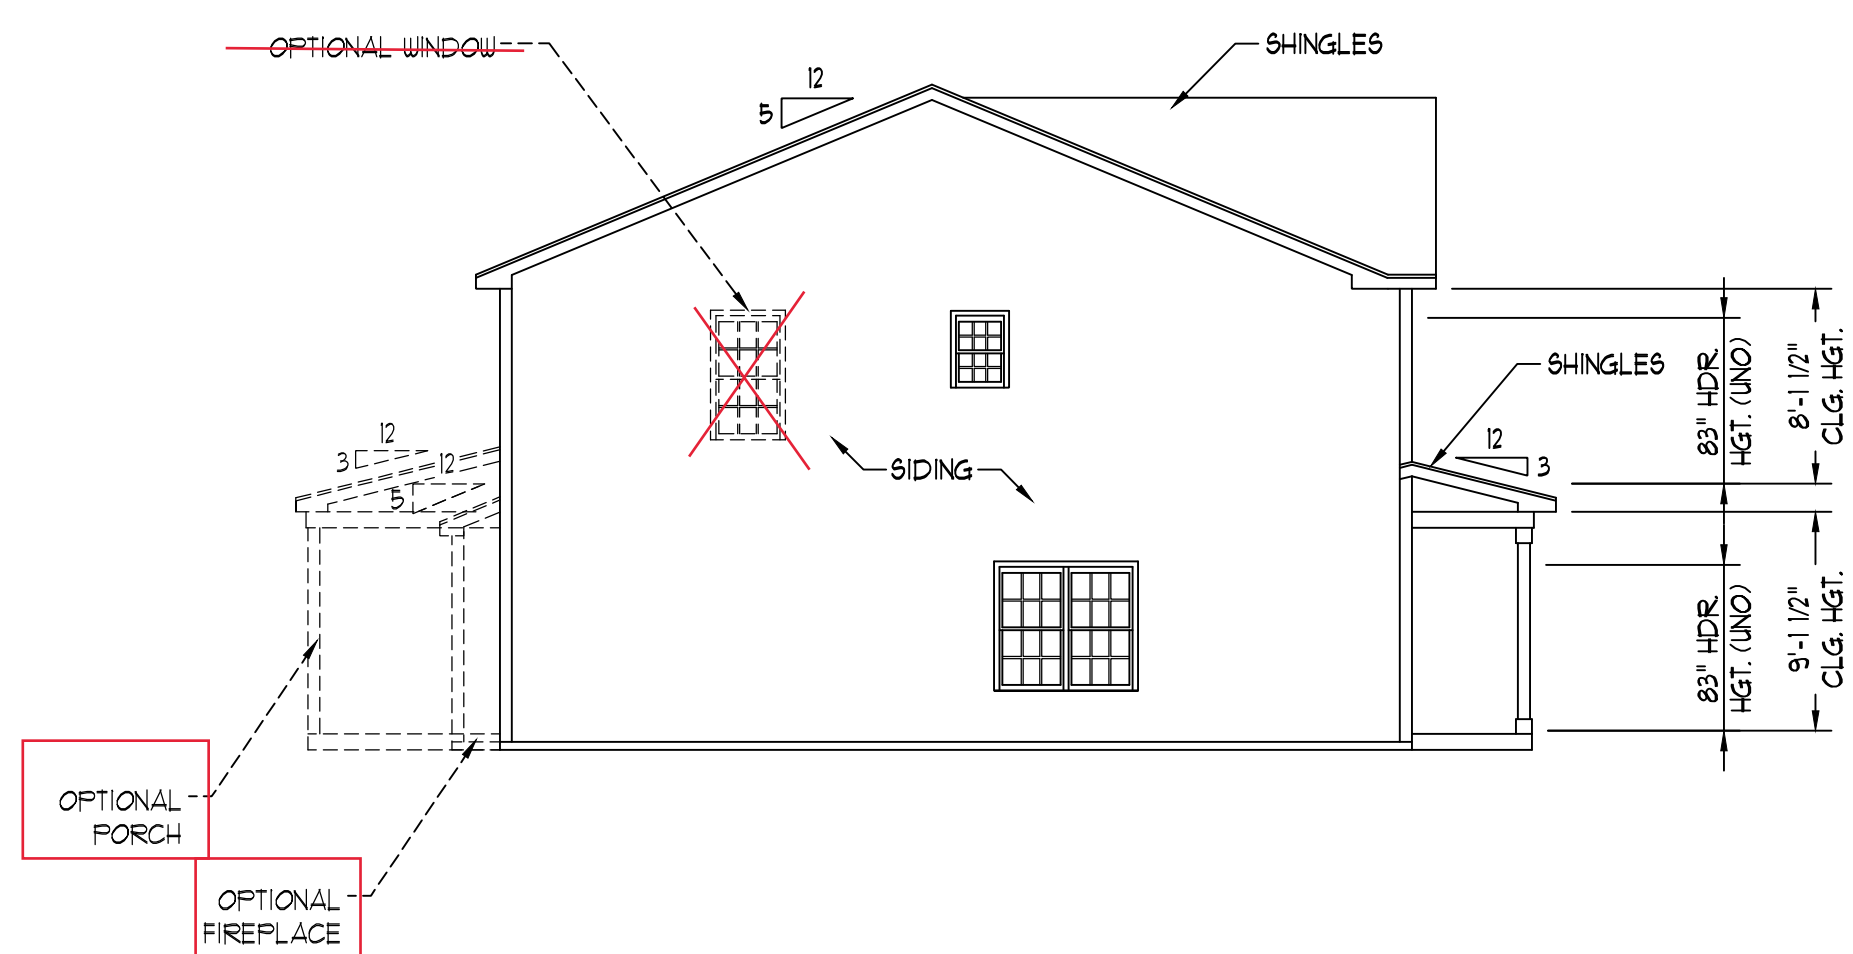 OPTIONAL WINDOW
SHINGLES
12
5
SHINGLES
12
3
12
3
12
5
SIDING
83" HDR.
HGT. (UNO)
8'-1 1/2"
CLG. HGT.
83" HDR.
HGT. (UNO)
9'-1 1/2"
CLG. HGT.
OPTIONAL
PORCH
OPTIONAL
FIREPLACE